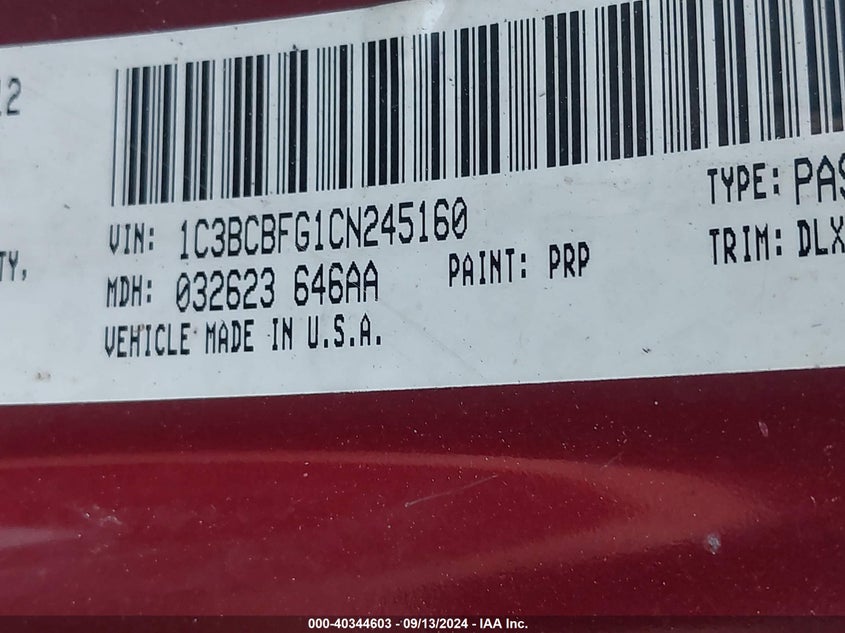 12
TY,
VIN: 1C3BCBFG1CN245160
TYPE: PAS
MDH: 032623 646AA
PAINT: PRP
TRIM: DLX
VEHICLE MADE IN U.S.A.
000-40344603 - 09/13/2024 - IAA Inc.